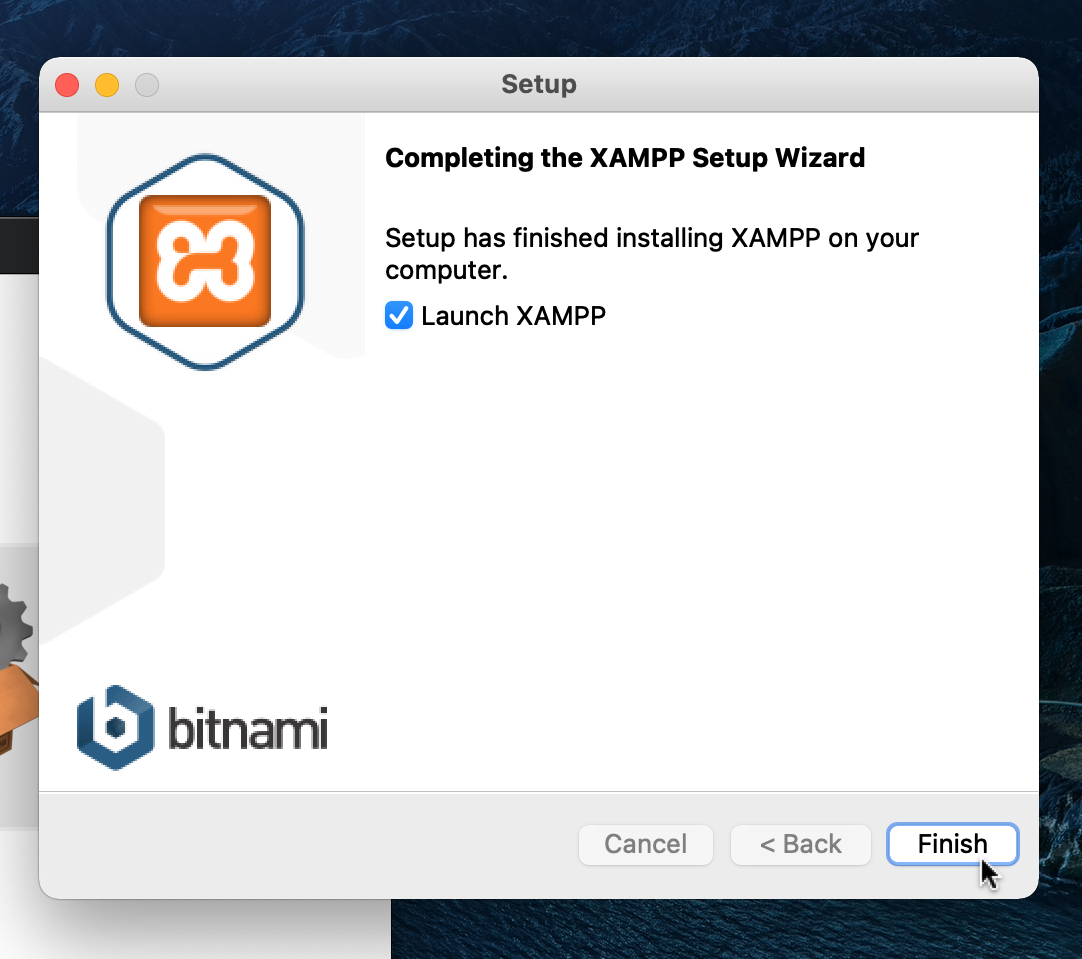 Setup
Completing the XAMPP Setup Wizard
Setup has finished installing XAMPP on your
computer.
Launch XAMPP
bitnami
Cancel
< Back
Finish